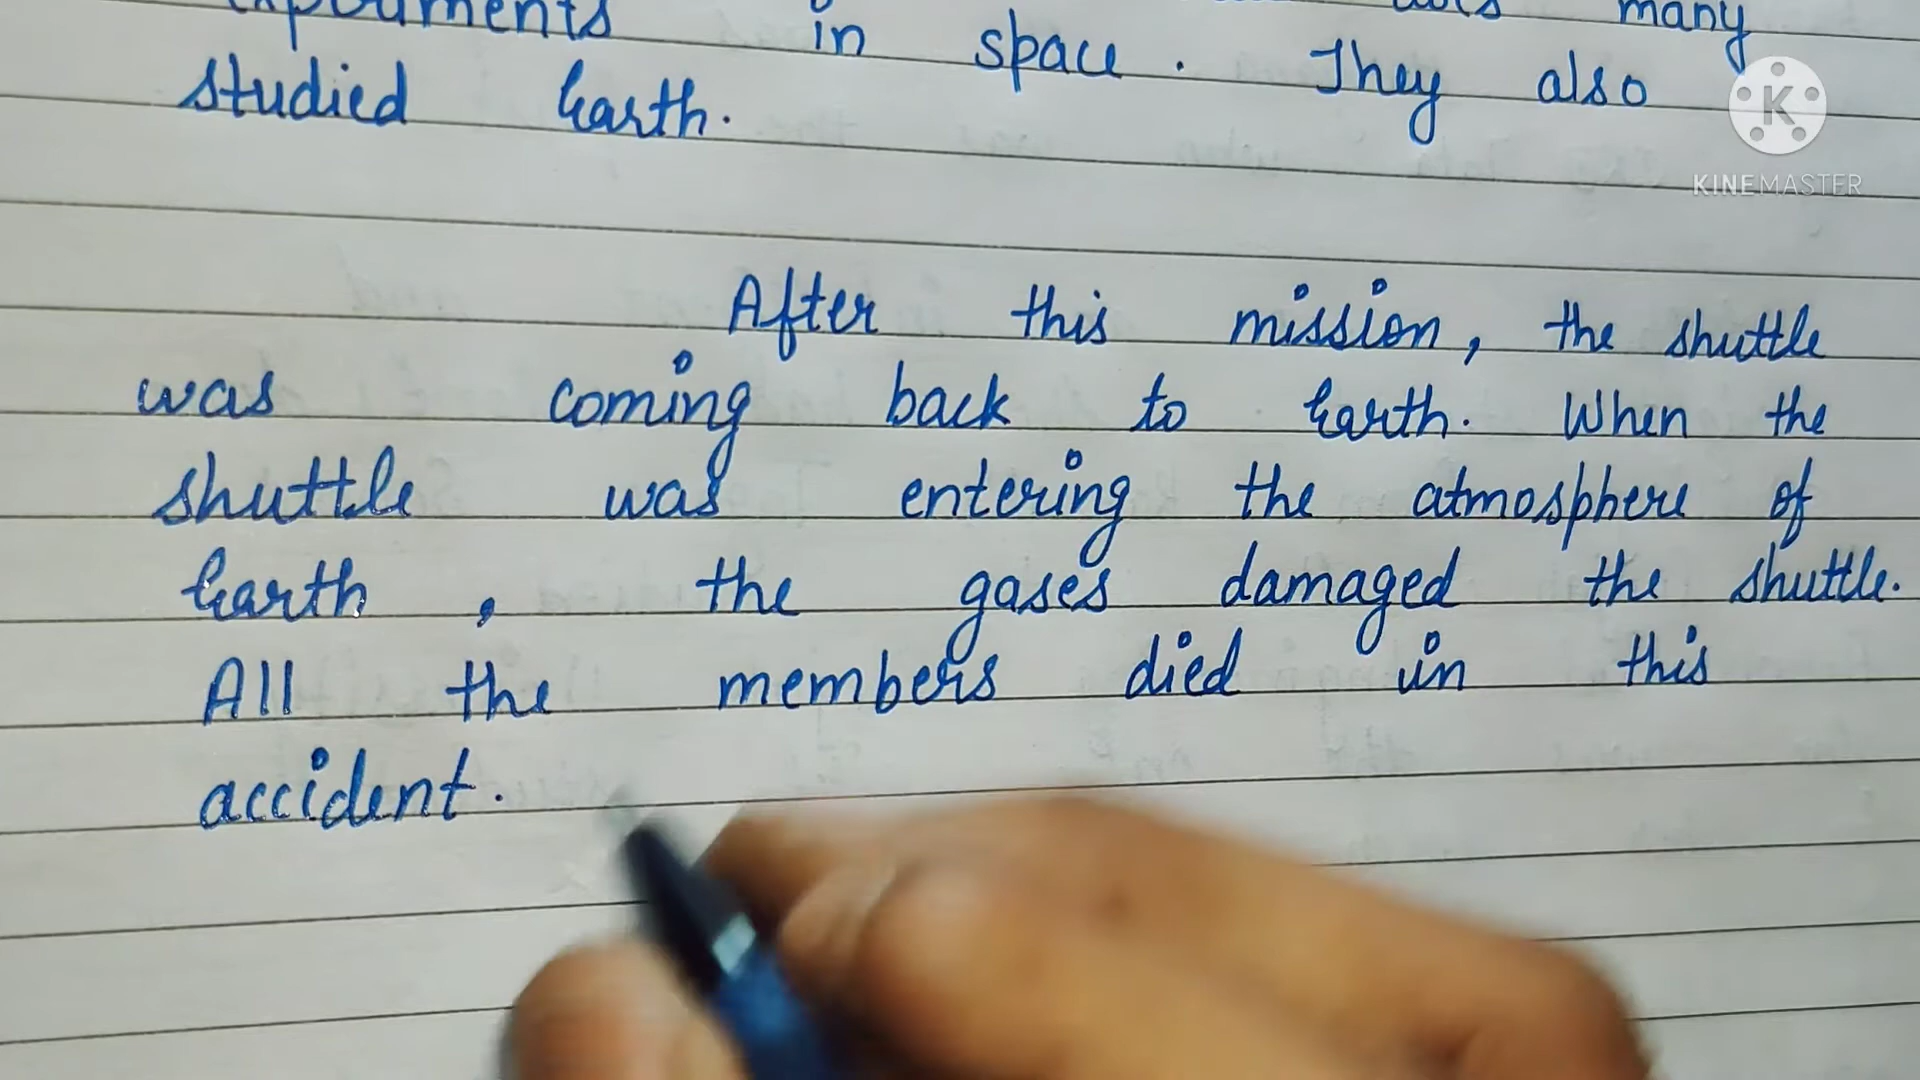 experiments in space. They also many
studied Earth.
K
KINEMASTER
After this mission, the shuttle
was coming back to Earth. When the
shuttle was entering the atmosphere of
Earth, the gases damaged the shuttle.
All the members died in this
accident.